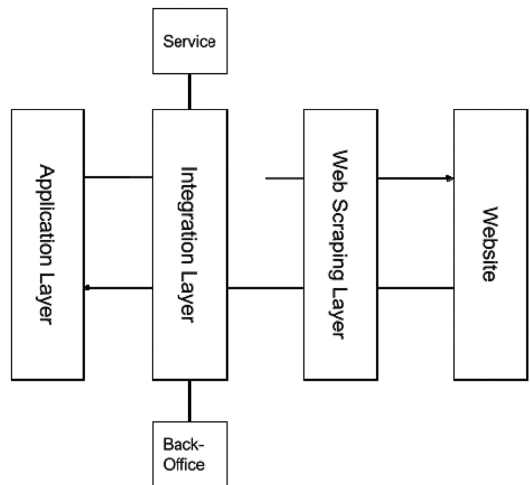 Service
Application Layer
Integration Layer
Web Scraping Layer
Website
Back-
Office